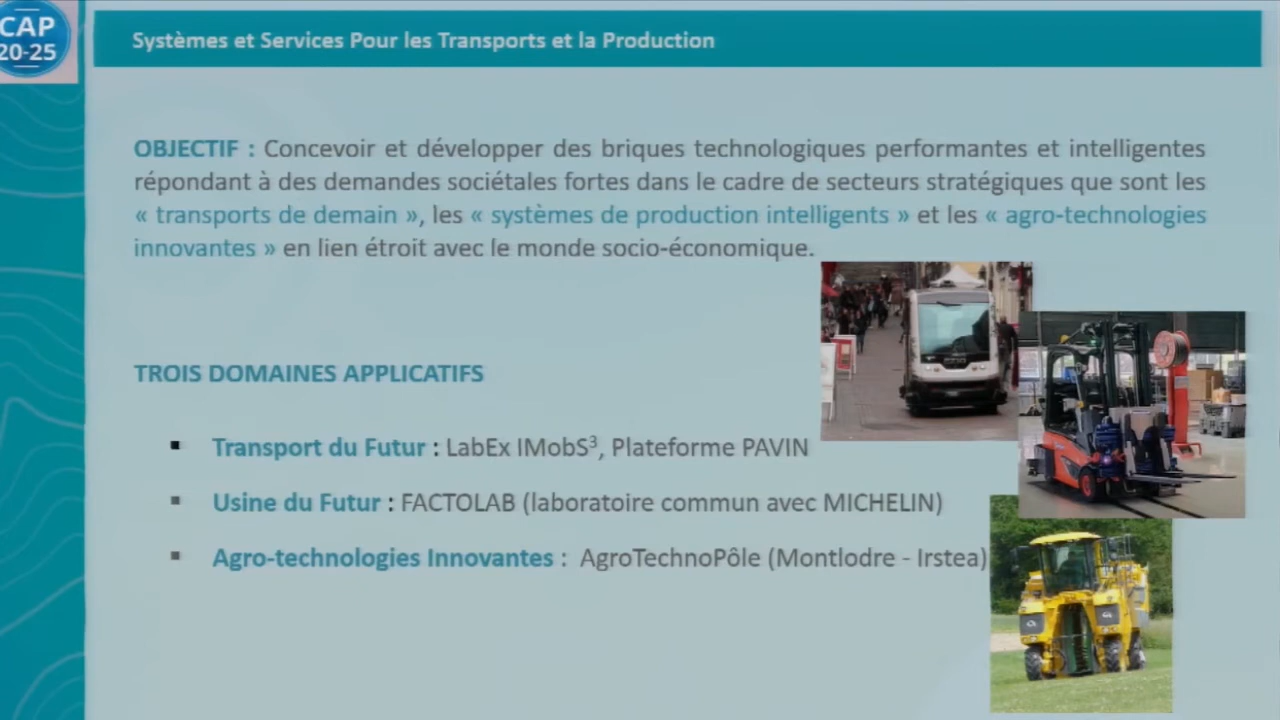 CAP
20-25
Systèmes et Services Pour les Transports et la Production
OBJECTIF : Concevoir et développer des briques technologiques performantes et intelligentes
répondant à des demandes sociétales fortes dans le cadre de secteurs stratégiques que sont les
« transports de demain », les « systèmes de production intelligents » et les « agro-technologies
innovantes » en lien étroit avec le monde socio-économique.
TROIS DOMAINES APPLICATIFS
▪ Transport du Futur : LabEx IMobS³, Plateforme PAVIN
▪ Usine du Futur : FACTOLAB (laboratoire commun avec MICHELIN)
▪ Agro-technologies Innovantes : AgroTechnoPôle (Montlodre - Irstea)